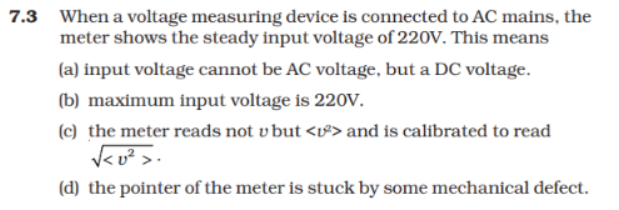 7.3 When a voltage measuring device is connected to AC mains, the
meter shows the steady input voltage of 220V. This means
(a) input voltage cannot be AC voltage, but a DC voltage.
(b) maximum input voltage is 220V.
(c) the meter reads not v but <v²> and is calibrated to read
√<v²>.
(d) the pointer of the meter is stuck by some mechanical defect.